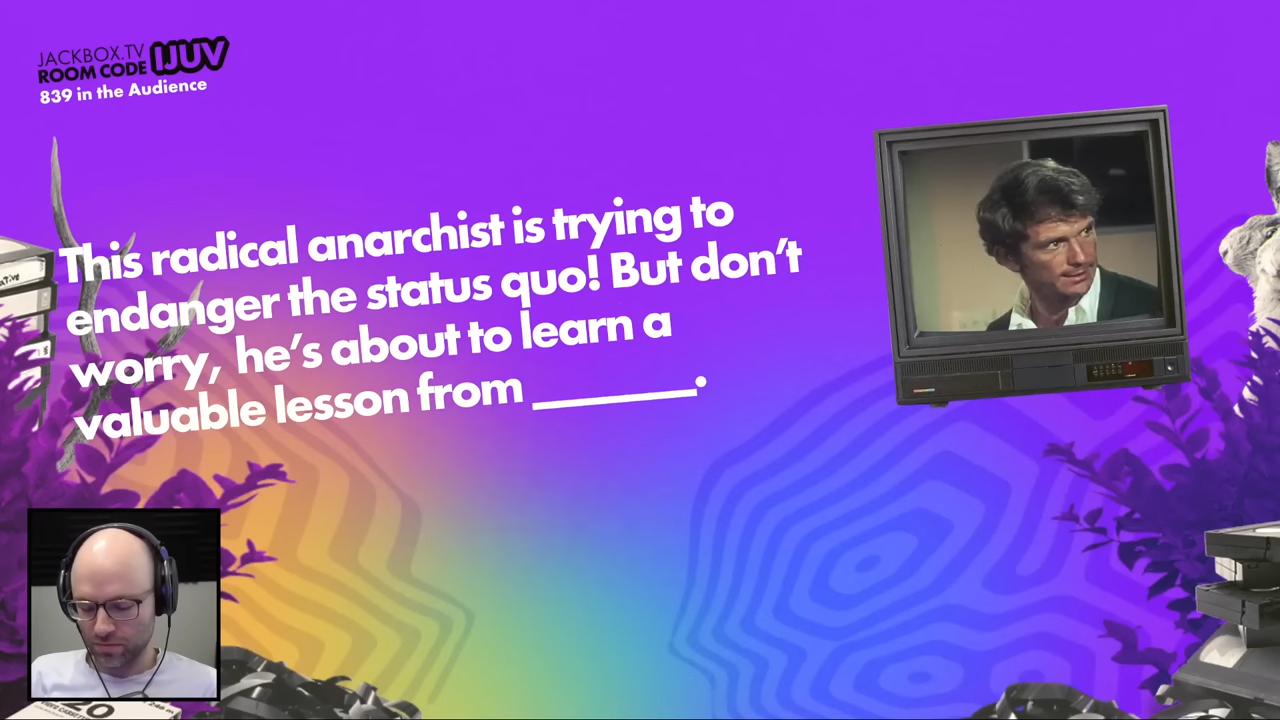 JACKBOX.TV
ROOM CODE IJUV
839 in the Audience
This radical anarchist is trying to
endanger the status quo! But don't
worry, he's about to learn a
valuable lesson from ______.